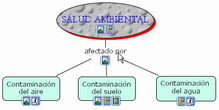 SALUD AMBIENTAL
afectado por
Contaminación
del aire
Contaminación
del suelo
Contaminación
del agua